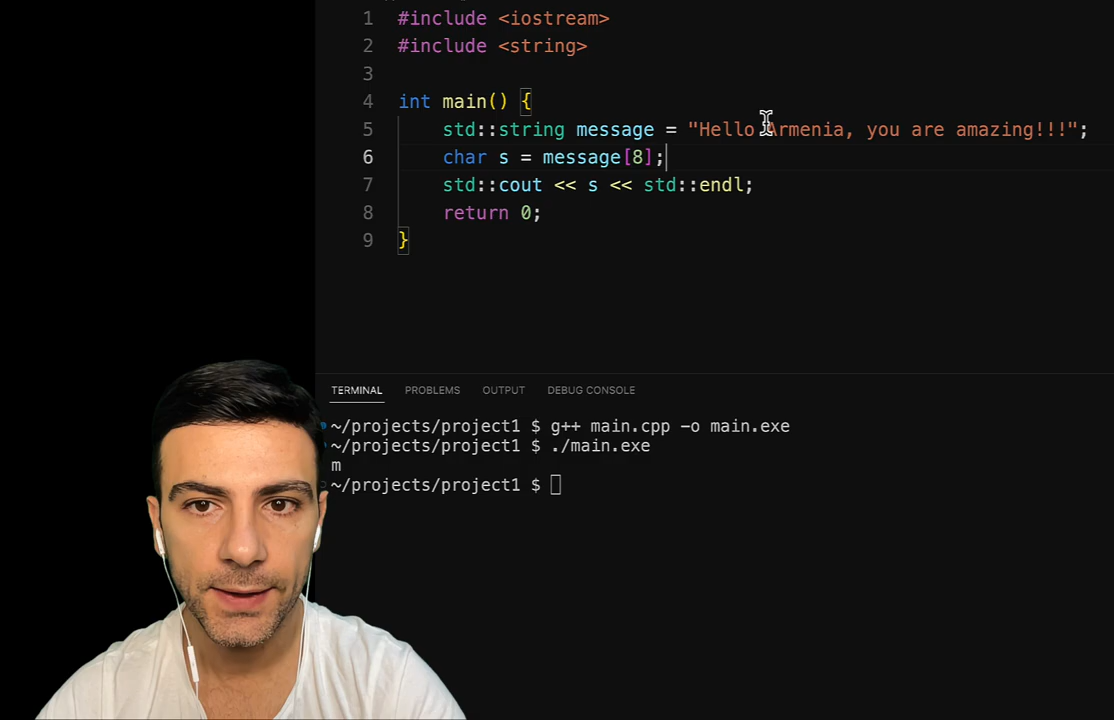 1 #include <iostream>
2 #include <string>
3
4 int main() {
5 std::string message = "Hello Armenia, you are amazing!!!";
6 char s = message[8];
7 std::cout << s << std::endl;
8 return 0;
9 }
TERMINAL PROBLEMS OUTPUT DEBUG CONSOLE
~/projects/project1 $ g++ main.cpp -o main.exe
~/projects/project1 $ ./main.exe
m
~/projects/project1 $